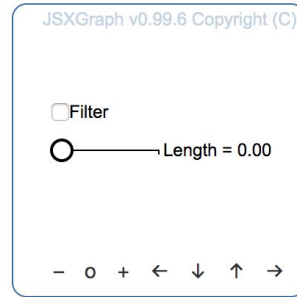 JSXGraph v0.99.6 Copyright (C)
Filter
Length = 0.00
− o + ← ↓ ↑ →